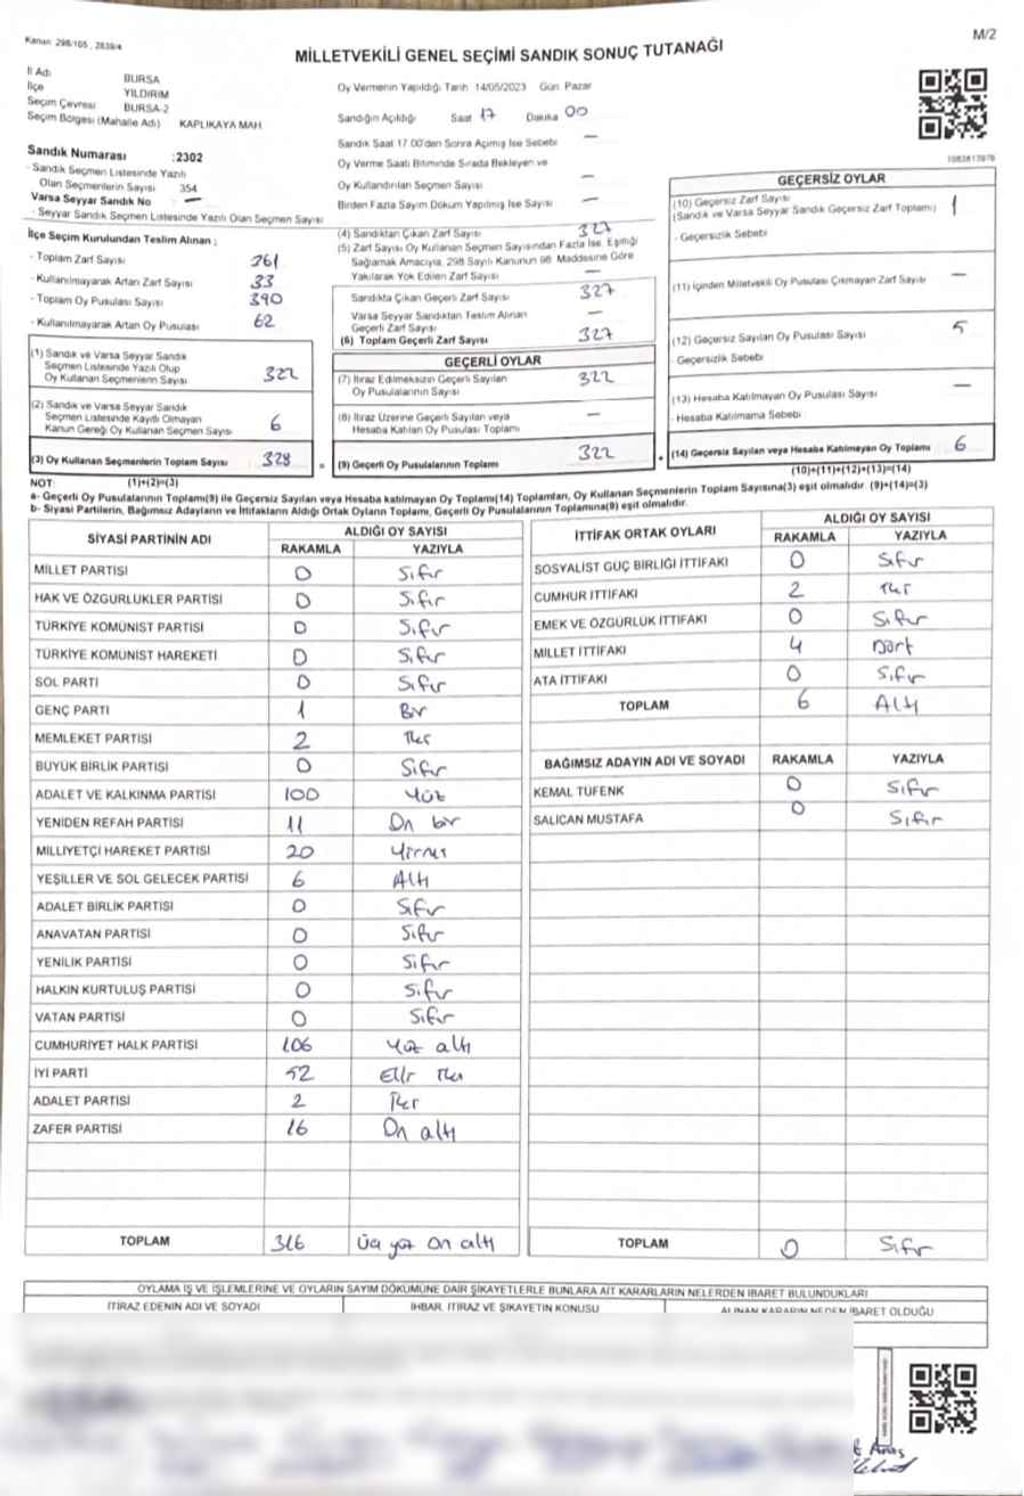 Kanun: 298/105, 2839/4
M/2
MİLLETVEKİLİ GENEL SEÇİMİ SANDIK SONUÇ TUTANAĞI
İl Adı BURSA
İlçe YILDIRIM
Seçim Çevresi BURSA-2
Seçim Bölgesi (Mahalle Adı) KAPLIKAYA MAH.
Sandık Numarası :2302
- Sandık Seçmen Listesinde Yazılı
Olan Seçmenlerin Sayısı 354
Varsa Seyyar Sandık No —
- Seyyar Sandık Seçmen Listesinde Yazılı Olan Seçmen Sayısı
İlçe Seçim Kurulundan Teslim Alınan ;
- Toplam Zarf Sayısı 361
- Kullanılmayarak Artan Zarf Sayısı 33
- Toplam Oy Pusulası Sayısı 390
- Kullanılmayarak Artan Oy Pusulası 62
(1) Sandık ve Varsa Seyyar Sandık
Seçmen Listesinde Yazılı Olup
Oy Kullanan Seçmenlerin Sayısı 322
(2) Sandık ve Varsa Seyyar Sandık
Seçmen Listesinde Kayıtlı Olmayan
Kanun Gereği Oy Kullanan Seçmen Sayısı 6
(3) Oy Kullanan Seçmenlerin Toplam Sayısı 328
Oy Vermenin Yapıldığı Tarih 14/05/2023 Gün Pazar
Sandığın Açıldığı Saat 17 Dakika 00
Sandık Saat 17.00'den Sonra Açılmış İse Sebebi —
Oy Verme Saati Bitiminde Sırada Bekleyen ve
Oy Kullandırılan Seçmen Sayısı —
Birden Fazla Sayım Döküm Yapılmış İse Sayısı —
(4) Sandıktan Çıkan Zarf Sayısı 327
(5) Zarf Sayısı Oy Kullanan Seçmen Sayısından Fazla İse, Eşitliği
Sağlamak Amacıyla, 298 Sayılı Kanunun 98. Maddesine Göre
Yakılarak Yok Edilen Zarf Sayısı —
Sandıkta Çıkan Geçerli Zarf Sayısı 327
Varsa Seyyar Sandıktan Teslim Alınan
Geçerli Zarf Sayısı —
(6) Toplam Geçerli Zarf Sayısı 327
GEÇERLİ OYLAR
(7) İtiraz Edilmeksizin Geçerli Sayılan
Oy Pusulalarının Sayısı 322
(8) İtiraz Üzerine Geçerli Sayılan veya
Hesaba Katılan Oy Pusulası Toplamı —
(9) Geçerli Oy Pusulalarının Toplamı 322
1083813976
GEÇERSİZ OYLAR
(10) Geçersiz Zarf Sayısı
(Sandık ve Varsa Seyyar Sandık Geçersiz Zarf Toplamı) 1
- Geçersizlik Sebebi
(11) İçinden Milletvekili Oy Pusulası Çıkmayan Zarf Sayısı —
(12) Geçersiz Sayılan Oy Pusulası Sayısı 5
- Geçersizlik Sebebi
(13) Hesaba Katılmayan Oy Pusulası Sayısı —
- Hesaba Katılmama Sebebi
(14) Geçersiz Sayılan veya Hesaba Katılmayan Oy Toplamı 6
NOT: (1)+(2)=(3) (10)+(11)+(12)+(13)=(14)
a- Geçerli Oy Pusulalarının Toplamı(9) ile Geçersiz Sayılan veya Hesaba katılmayan Oy Toplamı(14) Toplamları, Oy Kullanan Seçmenlerin Toplam Sayısına(3) eşit olmalıdır. (9)+(14)=(3)
b- Siyasi Partilerin, Bağımsız Adayların ve İttifakların Aldığı Ortak Oyların Toplamı, Geçerli Oy Pusulalarının Toplamına(9) eşit olmalıdır.
SİYASİ PARTİNİN ADI ALDIĞI OY SAYISI
RAKAMLA YAZIYLA
MİLLET PARTİSİ 0 Sıfır
HAK VE ÖZGÜRLÜKLER PARTİSİ 0 Sıfır
TÜRKİYE KOMÜNİST PARTİSİ 0 Sıfır
TÜRKİYE KOMÜNİST HAREKETİ 0 Sıfır
SOL PARTİ 0 Sıfır
GENÇ PARTİ 1 Bir
MEMLEKET PARTİSİ 2 İki
BÜYÜK BİRLİK PARTİSİ 0 Sıfır
ADALET VE KALKINMA PARTİSİ 100 Yüz
YENİDEN REFAH PARTİSİ 11 On bir
MİLLİYETÇİ HAREKET PARTİSİ 20 Yirmi
YEŞİLLER VE SOL GELECEK PARTİSİ 6 Altı
ADALET BİRLİK PARTİSİ 0 Sıfır
ANAVATAN PARTİSİ 0 Sıfır
YENİLİK PARTİSİ 0 Sıfır
HALKIN KURTULUŞ PARTİSİ 0 Sıfır
VATAN PARTİSİ 0 Sıfır
CUMHURİYET HALK PARTİSİ 106 Yüz altı
İYİ PARTİ 52 Elli iki
ADALET PARTİSİ 2 İki
ZAFER PARTİSİ 16 On altı
TOPLAM 316 Üç yüz on altı
İTTİFAK ORTAK OYLARI ALDIĞI OY SAYISI
RAKAMLA YAZIYLA
SOSYALİST GÜÇ BİRLİĞİ İTTİFAKI 0 Sıfır
CUMHUR İTTİFAKI 2 İki
EMEK VE ÖZGÜRLÜK İTTİFAKI 0 Sıfır
MİLLET İTTİFAKI 4 Dört
ATA İTTİFAKI 0 Sıfır
TOPLAM 6 Altı
BAĞIMSIZ ADAYIN ADI VE SOYADI RAKAMLA YAZIYLA
KEMAL TÜFENK 0 Sıfır
SALİCAN MUSTAFA 0 Sıfır
TOPLAM 0 Sıfır
OYLAMA İŞ VE İŞLEMLERİNE VE OYLARIN SAYIM DÖKÜMÜNE DAİR ŞİKAYETLERLE BUNLARA AİT KARARLARIN NELERDEN İBARET BULUNDUKLARI
İTİRAZ EDENİN ADI VE SOYADI İHBAR, İTİRAZ VE ŞİKAYETİN KONUSU ALINAN KARARIN NEDEN İBARET OLDUĞU